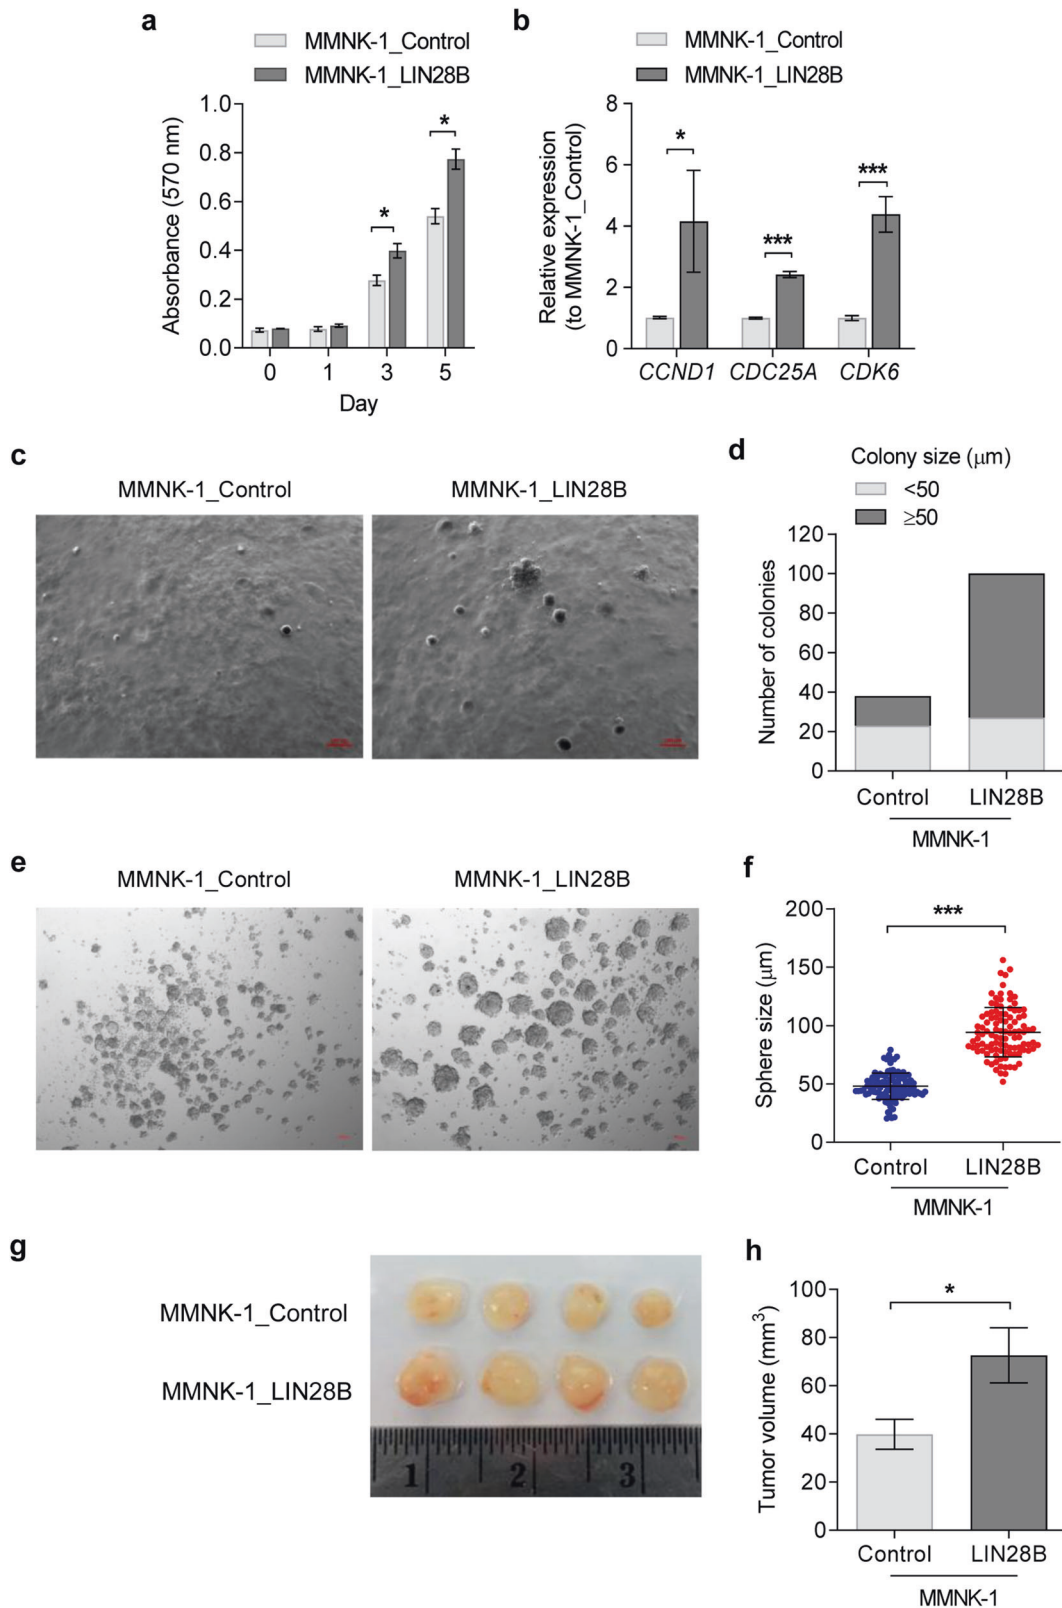 a
MMNK-1_Control
MMNK-1_LIN28B
Absorbance (570 nm)
1.0
0.8
0.6
0.4
0.2
0.0
*
*
0 1 3 5
Day
b
MMNK-1_Control
MMNK-1_LIN28B
Relative expression
(to MMNK-1_Control)
8
6
4
2
0
*
***
***
CCND1 CDC25A CDK6
c
MMNK-1_Control MMNK-1_LIN28B
d
Colony size (μm)
<50
≥50
Number of colonies
120
100
80
60
40
20
0
Control LIN28B
MMNK-1
e
MMNK-1_Control MMNK-1_LIN28B
f
Sphere size (μm)
200
150
100
50
0
***
Control LIN28B
MMNK-1
g
MMNK-1_Control
MMNK-1_LIN28B
1 2 3
h
Tumor volume (mm³)
100
80
60
40
20
0
*
Control LIN28B
MMNK-1